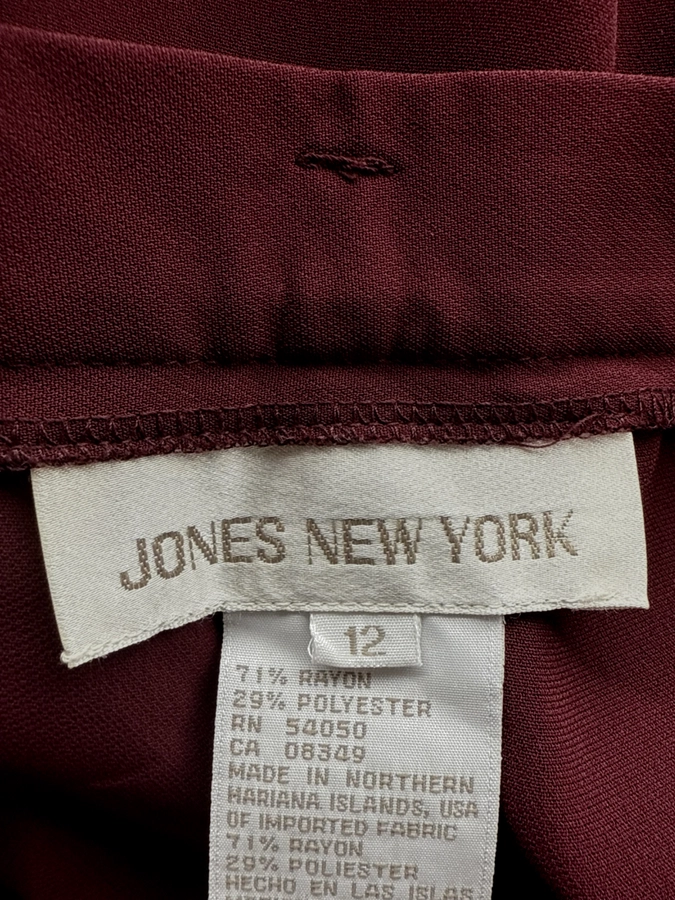 JONES NEW YORK
12
71% RAYON
29% POLYESTER
RN 54050
CA 08349
MADE IN NORTHERN
MARIANA ISLANDS, USA
OF IMPORTED FABRIC
71% RAYON
29% POLIESTER
HECHO EN LAS ISLAS